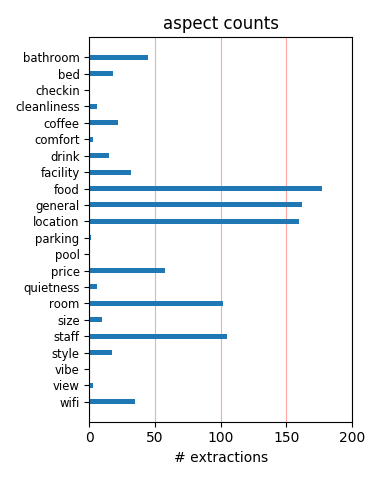 aspect counts
bathroom
bed
checkin
cleanliness
coffee
comfort
drink
facility
food
general
location
parking
pool
price
quietness
room
size
staff
style
vibe
view
wifi
0 50 100 150 200
# extractions